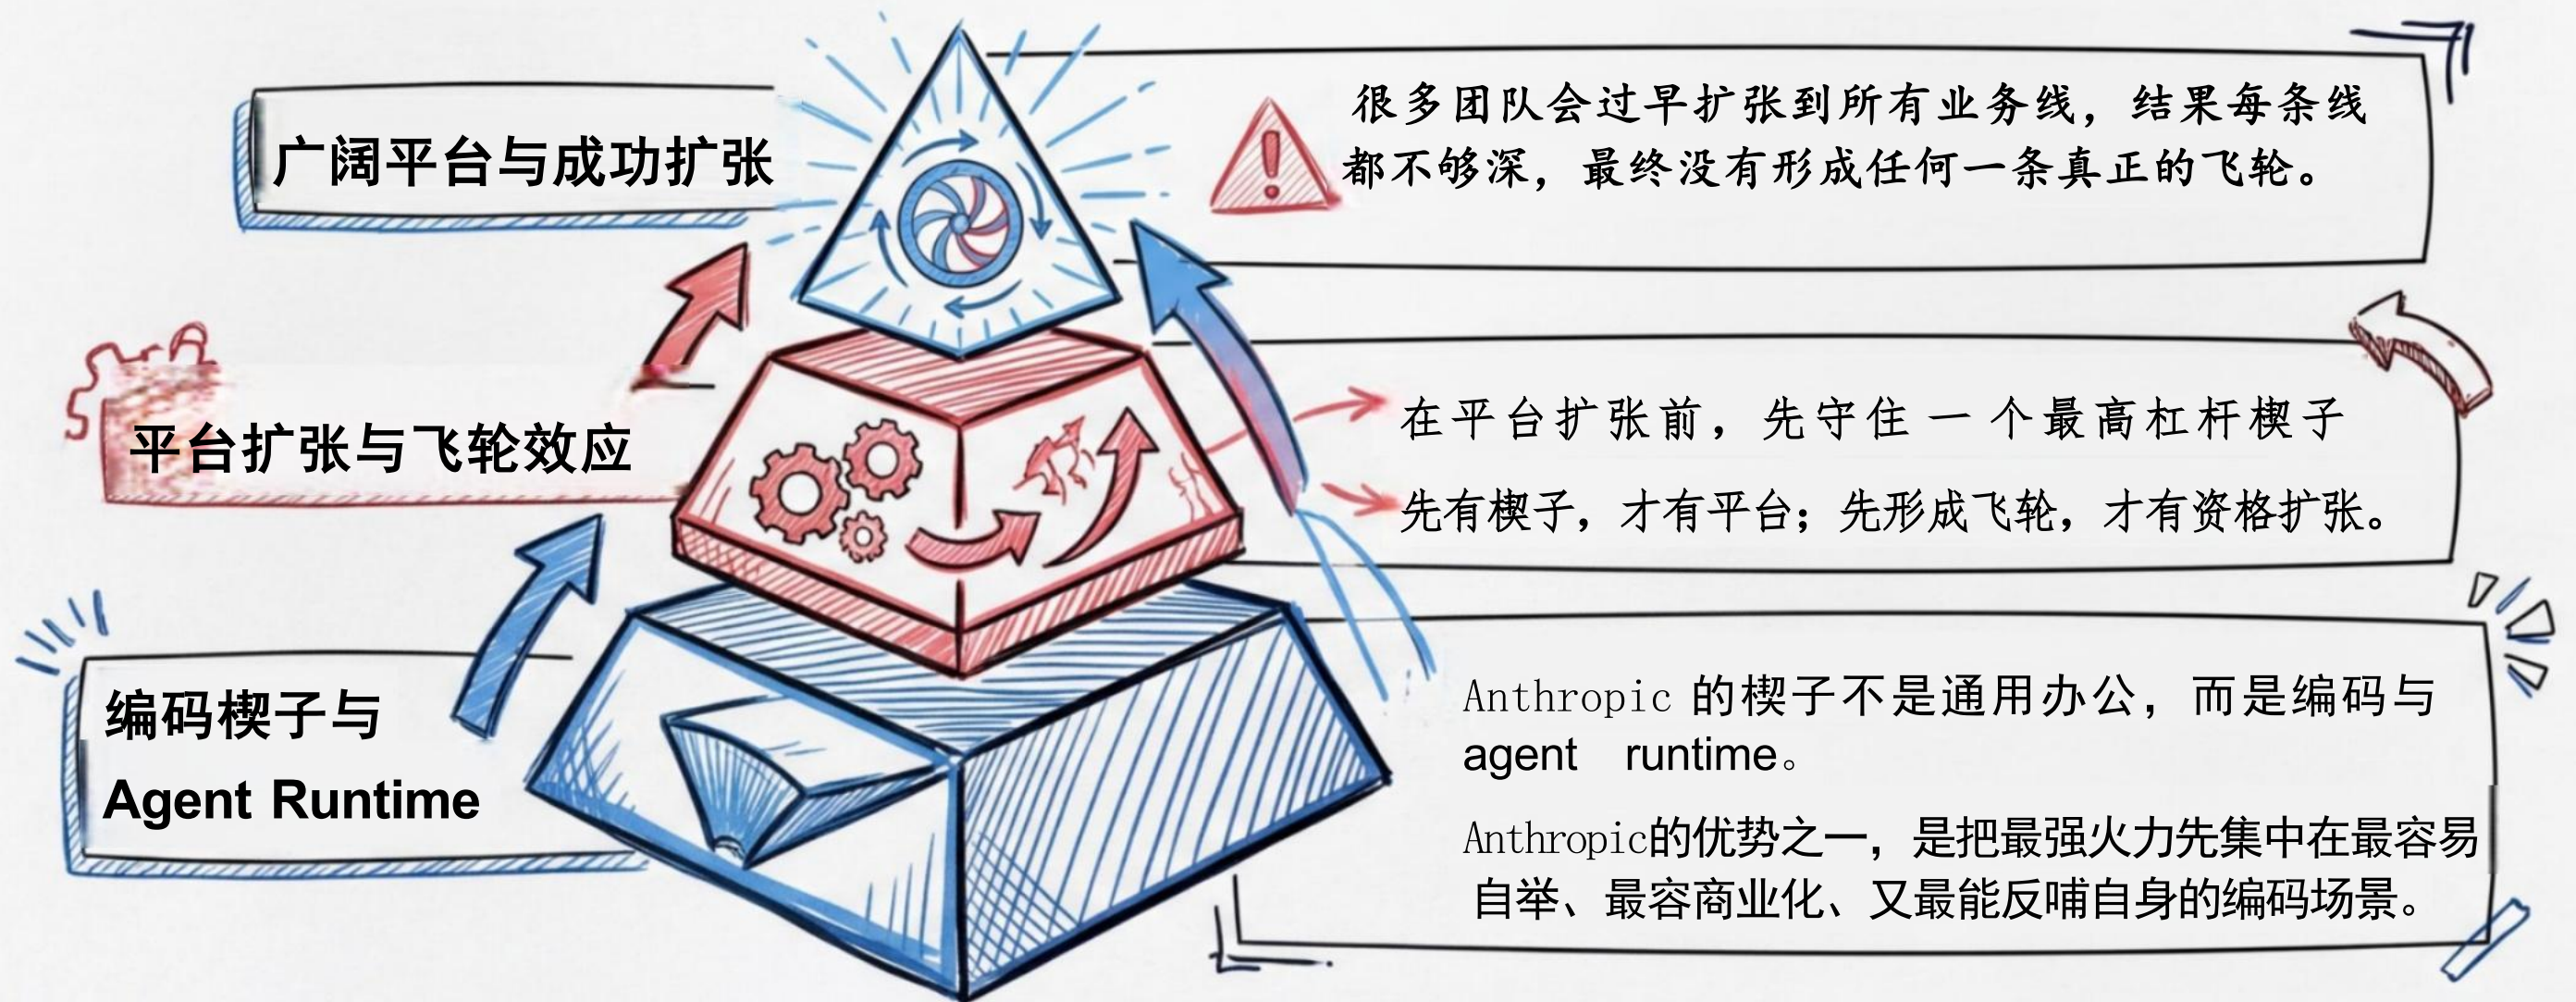 广阔平台与成功扩张
很多团队会过早扩张到所有业务线，结果每条线
都不够深，最终没有形成任何一条真正的飞轮。
平台扩张与飞轮效应
在平台扩张前，先守住一个最高杠杆楔子
先有楔子，才有平台；先形成飞轮，才有资格扩张。
编码楔子与
Agent Runtime
Anthropic 的楔子不是通用办公，而是编码与
agent runtime。
Anthropic的优势之一，是把最强火力先集中在最容易
自举、最容商业化、又最能反哺自身的编码场景。